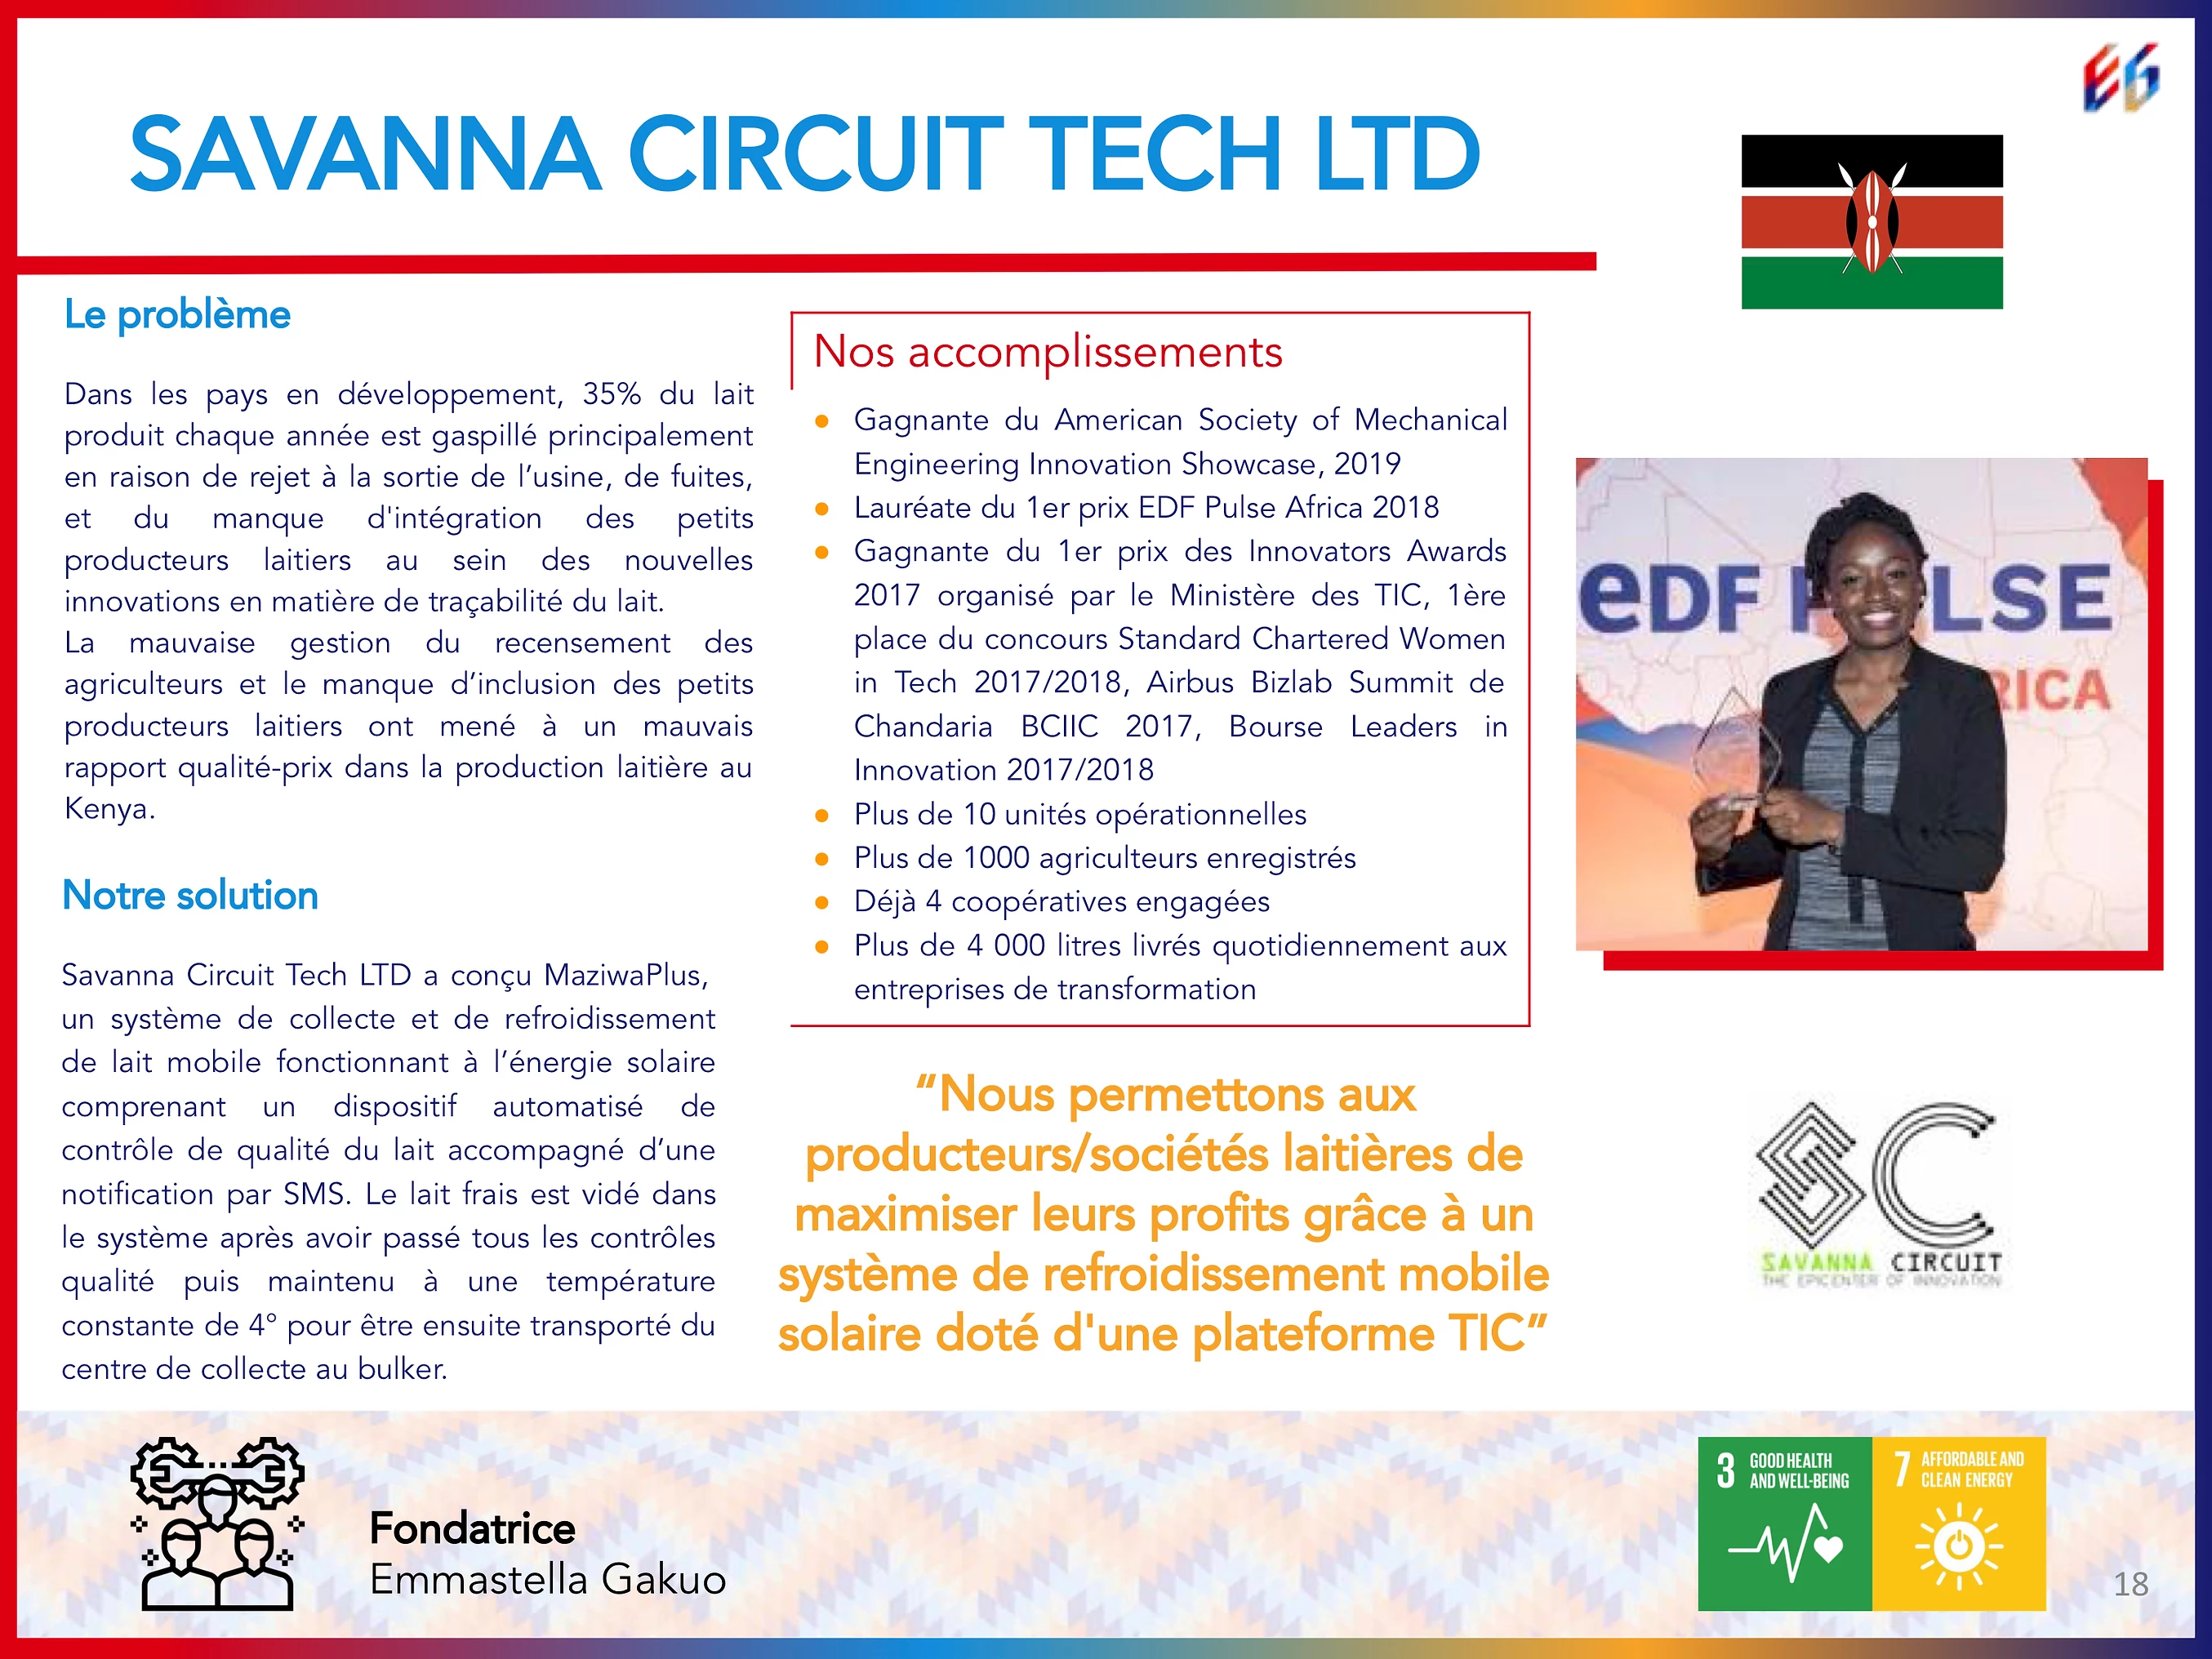 SAVANNA CIRCUIT TECH LTD
Le problème
Dans les pays en développement, 35% du lait
produit chaque année est gaspillé principalement
en raison de rejet à la sortie de l’usine, de fuites,
et du manque d'intégration des petits
producteurs laitiers au sein des nouvelles
innovations en matière de traçabilité du lait.
La mauvaise gestion du recensement des
agriculteurs et le manque d’inclusion des petits
producteurs laitiers ont mené à un mauvais
rapport qualité-prix dans la production laitière au
Kenya.
Notre solution
Savanna Circuit Tech LTD a conçu MaziwaPlus,
un système de collecte et de refroidissement
de lait mobile fonctionnant à l’énergie solaire
comprenant un dispositif automatisé de
contrôle de qualité du lait accompagné d’une
notification par SMS. Le lait frais est vidé dans
le système après avoir passé tous les contrôles
qualité puis maintenu à une température
constante de 4° pour être ensuite transporté du
centre de collecte au bulker.
Nos accomplissements
● Gagnante du American Society of Mechanical
Engineering Innovation Showcase, 2019
● Lauréate du 1er prix EDF Pulse Africa 2018
● Gagnante du 1er prix des Innovators Awards
2017 organisé par le Ministère des TIC, 1ère
place du concours Standard Chartered Women
in Tech 2017/2018, Airbus Bizlab Summit de
Chandaria BCIIC 2017, Bourse Leaders in
Innovation 2017/2018
● Plus de 10 unités opérationnelles
● Plus de 1000 agriculteurs enregistrés
● Déjà 4 coopératives engagées
● Plus de 4 000 litres livrés quotidiennement aux
entreprises de transformation
“Nous permettons aux
producteurs/sociétés laitières de
maximiser leurs profits grâce à un
système de refroidissement mobile
solaire doté d'une plateforme TIC”
EG
eDF P LSE
RICA
SC
SAVANNA CIRCUIT
THE EPICENTER OF INNOVATION
Fondatrice
Emmastella Gakuo
3 GOOD HEALTH
AND WELL-BEING
7 AFFORDABLE AND
CLEAN ENERGY
18